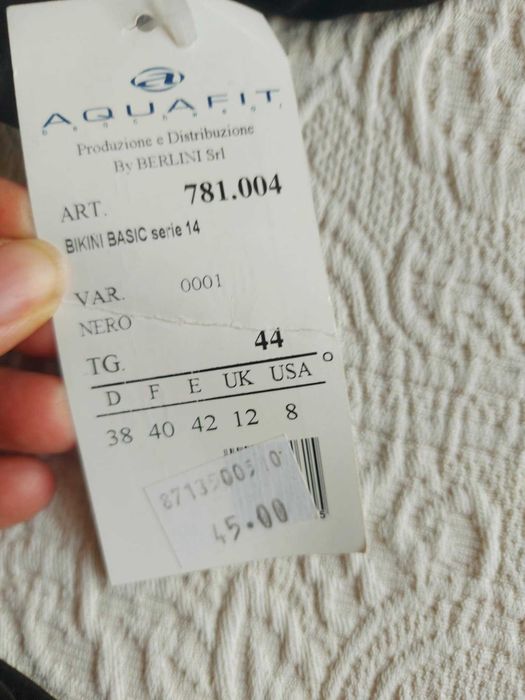 AQUAFIT
Produzione e Distribuzione
By BERLINI Srl
ART. 781.004
BIKINI BASIC serie 14
VAR. 0001
NERO
TG. 44
D F E UK USA
38 40 42 12 8
45.00